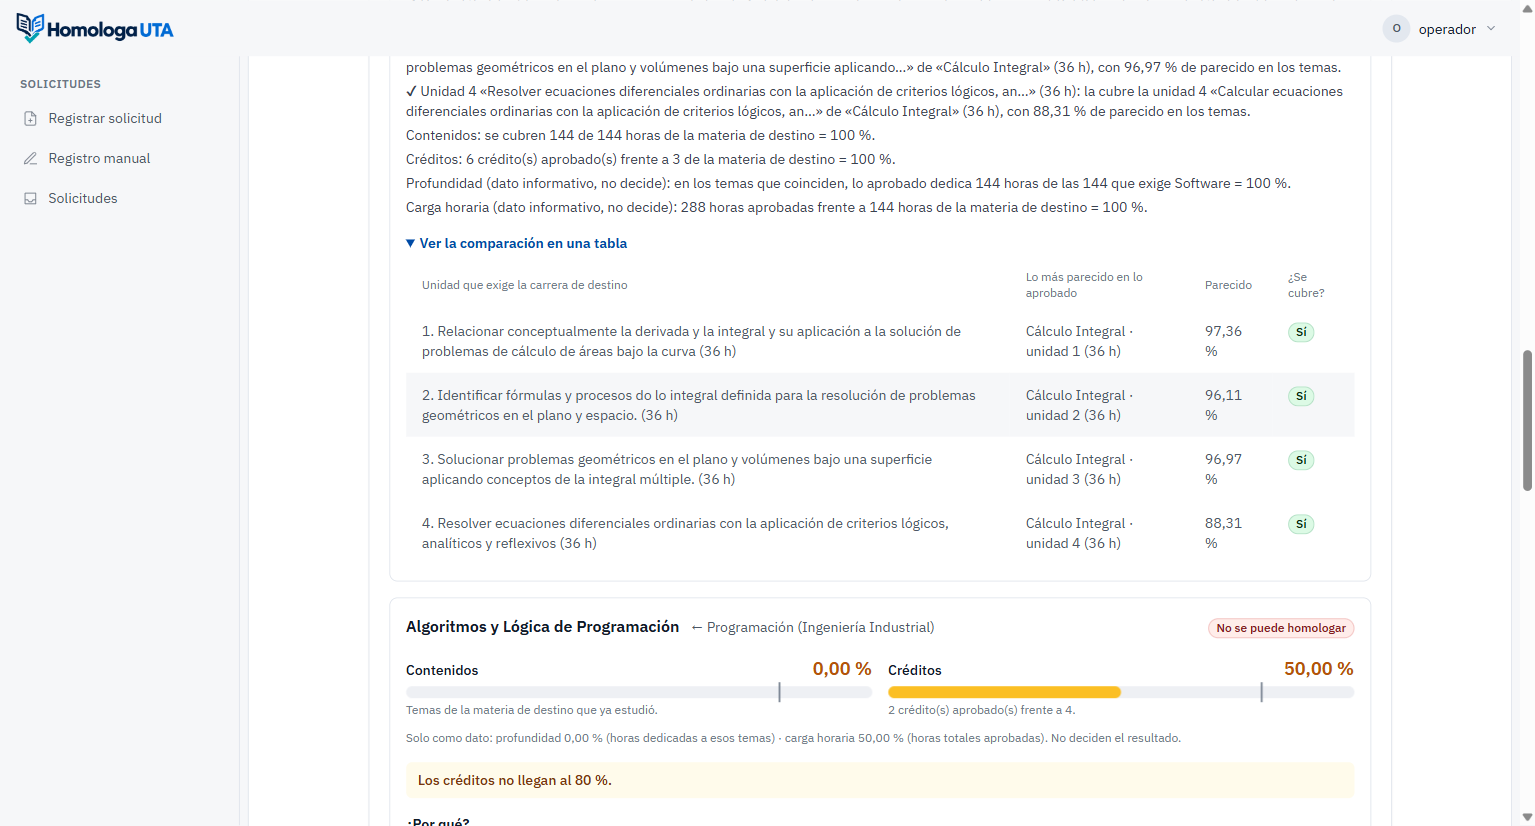 Homologa UTA
O operador
SOLICITUDES
Registrar solicitud
Registro manual
Solicitudes
problemas geométricos en el plano y volúmenes bajo una superficie aplicando...» de «Cálculo Integral» (36 h), con 96,97 % de parecido en los temas.
✓ Unidad 4 «Resolver ecuaciones diferenciales ordinarias con la aplicación de criterios lógicos, an...» (36 h): la cubre la unidad 4 «Calcular ecuaciones
diferenciales ordinarias con la aplicación de criterios lógicos, an...» de «Cálculo Integral» (36 h), con 88,31 % de parecido en los temas.
Contenidos: se cubren 144 de 144 horas de la materia de destino = 100 %.
Créditos: 6 crédito(s) aprobado(s) frente a 3 de la materia de destino = 100 %.
Profundidad (dato informativo, no decide): en los temas que coinciden, lo aprobado dedica 144 horas de las 144 que exige Software = 100 %.
Carga horaria (dato informativo, no decide): 288 horas aprobadas frente a 144 horas de la materia de destino = 100 %.
▼ Ver la comparación en una tabla
Unidad que exige la carrera de destino
Lo más parecido en lo
aprobado
Parecido
¿Se
cubre?
1. Relacionar conceptualmente la derivada y la integral y su aplicación a la solución de
problemas de cálculo de áreas bajo la curva (36 h)
Cálculo Integral ·
unidad 1 (36 h)
97,36
%
Sí
2. Identificar fórmulas y procesos do lo integral definida para la resolución de problemas
geométricos en el plano y espacio. (36 h)
Cálculo Integral ·
unidad 2 (36 h)
96,11
%
Sí
3. Solucionar problemas geométricos en el plano y volúmenes bajo una superficie
aplicando conceptos de la integral múltiple. (36 h)
Cálculo Integral ·
unidad 3 (36 h)
96,97
%
Sí
4. Resolver ecuaciones diferenciales ordinarias con la aplicación de criterios lógicos,
analíticos y reflexivos (36 h)
Cálculo Integral ·
unidad 4 (36 h)
88,31
%
Sí
Algoritmos y Lógica de Programación ← Programación (Ingeniería Industrial)
No se puede homologar
Contenidos 0,00 %
Temas de la materia de destino que ya estudió.
Créditos 50,00 %
2 crédito(s) aprobado(s) frente a 4.
Solo como dato: profundidad 0,00 % (horas dedicadas a esos temas) · carga horaria 50,00 % (horas totales aprobadas). No deciden el resultado.
Los créditos no llegan al 80 %.
¿Por qué?